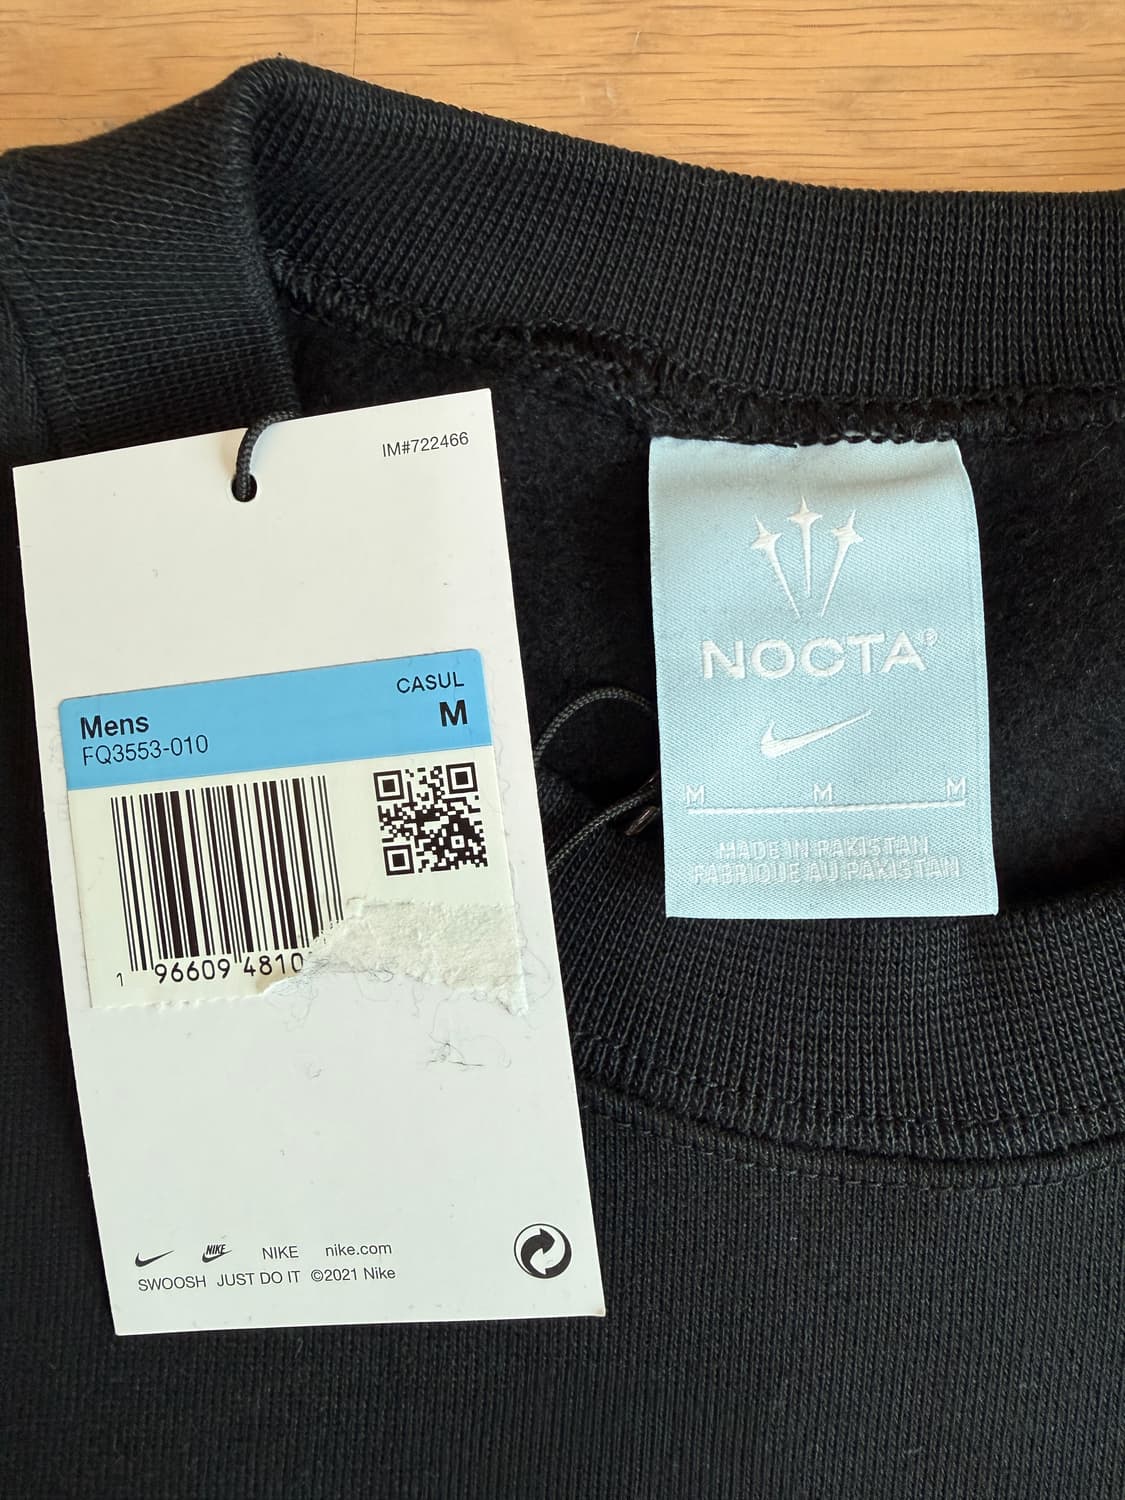 IM#722466
CASUL
Mens
M
FQ3553-010
1 96609 4810
NIKE
NIKE nike.com
SWOOSH JUST DO IT ©2021 Nike
NOCTA®
M M M
MADE IN PAKISTAN
FABRIQUE AU PAKISTAN